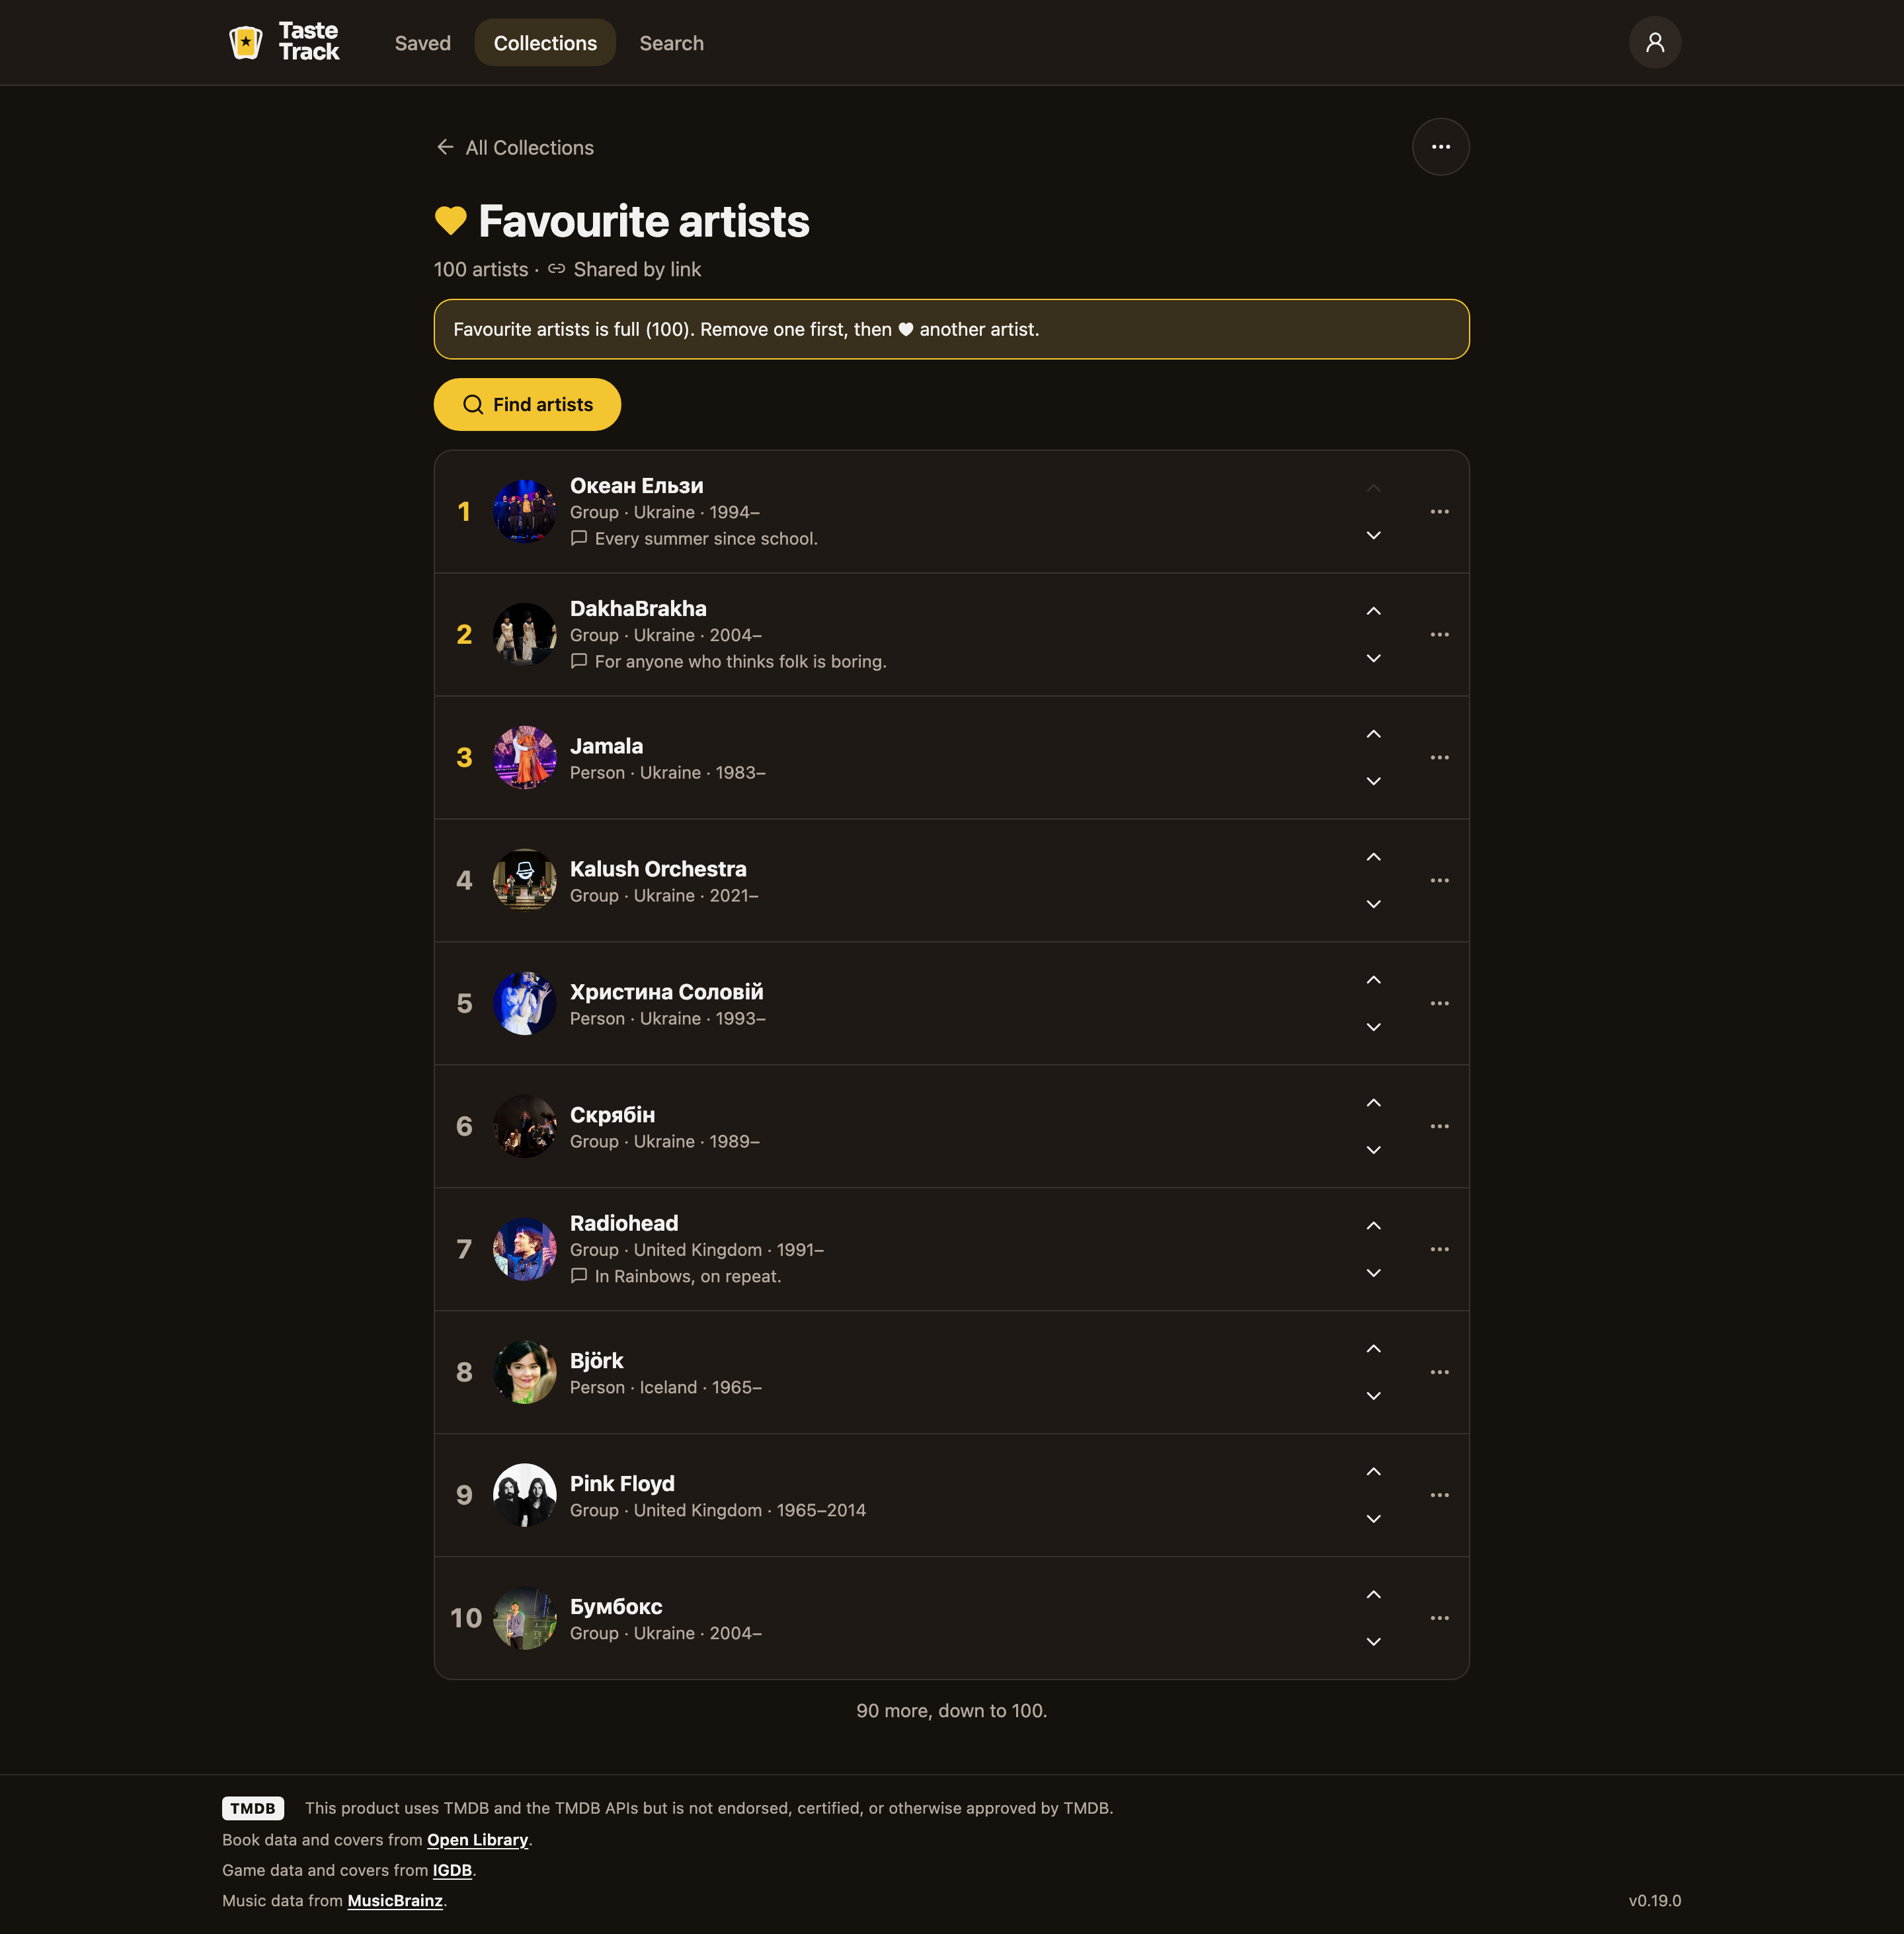 Taste
Track
Saved
Collections
Search
All Collections
Favourite artists
100 artists · Shared by link
Favourite artists is full (100). Remove one first, then ♥ another artist.
Find artists
1
Океан Ельзи
Group · Ukraine · 1994–
Every summer since school.
2
DakhaBrakha
Group · Ukraine · 2004–
For anyone who thinks folk is boring.
3
Jamala
Person · Ukraine · 1983–
4
Kalush Orchestra
Group · Ukraine · 2021–
5
Христина Соловій
Person · Ukraine · 1993–
6
Скрябін
Group · Ukraine · 1989–
7
Radiohead
Group · United Kingdom · 1991–
In Rainbows, on repeat.
8
Björk
Person · Iceland · 1965–
9
Pink Floyd
Group · United Kingdom · 1965–2014
10
Бумбокс
Group · Ukraine · 2004–
90 more, down to 100.
TMDB This product uses TMDB and the TMDB APIs but is not endorsed, certified, or otherwise approved by TMDB.
Book data and covers from Open Library.
Game data and covers from IGDB.
Music data from MusicBrainz.
v0.19.0